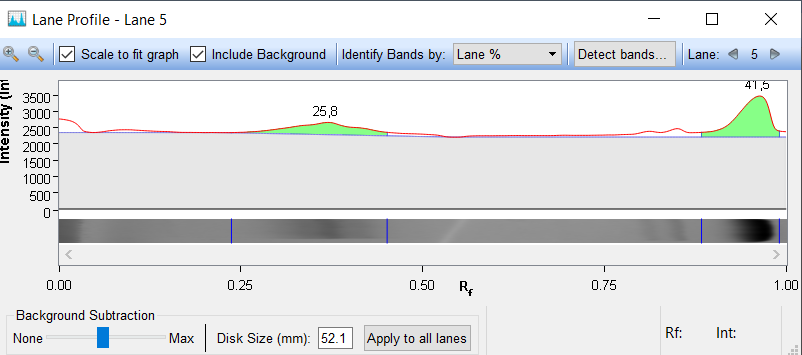 Lane Profile - Lane 5
Scale to fit graph Include Background Identify Bands by: Lane % Detect bands... Lane: 5
Intensity (In
3500
3000
2500
2000
1500
1000
500
0
25,8
41,5
0.00 0.25 0.50 0.75 1.00
Rf
Background Subtraction
None Max Disk Size (mm): 52.1 Apply to all lanes
Rf: Int: